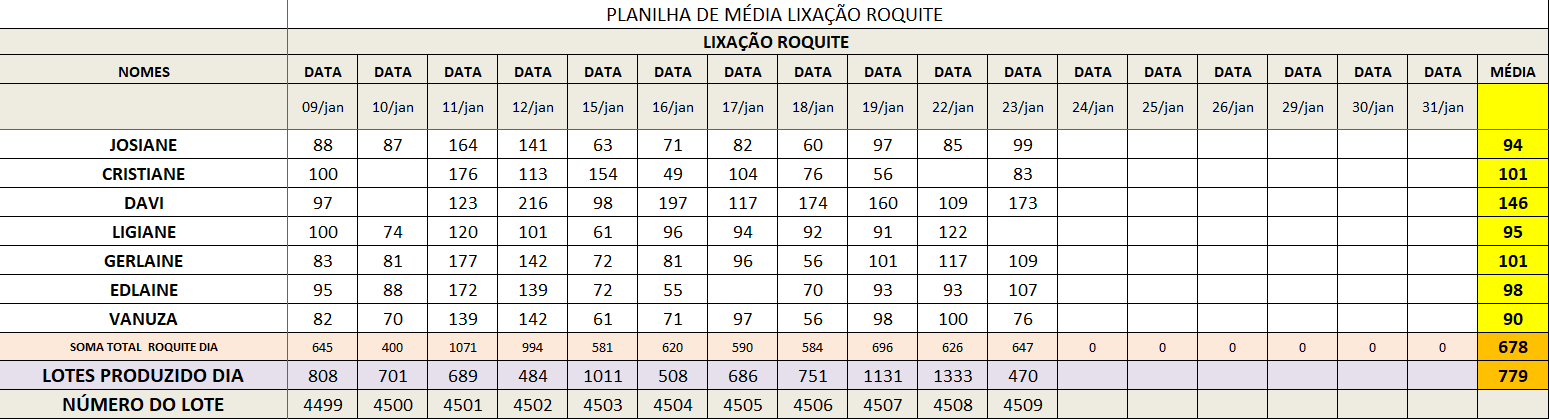 PLANILHA DE MÉDIA LIXAÇÃO ROQUITE
LIXAÇÃO ROQUITE
NOMES DATA DATA DATA DATA DATA DATA DATA DATA DATA DATA DATA DATA DATA DATA DATA DATA DATA MÉDIA
09/jan 10/jan 11/jan 12/jan 15/jan 16/jan 17/jan 18/jan 19/jan 22/jan 23/jan 24/jan 25/jan 26/jan 29/jan 30/jan 31/jan
JOSIANE 88 87 164 141 63 71 82 60 97 85 99 94
CRISTIANE 100 176 113 154 49 104 76 56 83 101
DAVI 97 123 216 98 197 117 174 160 109 173 146
LIGIANE 100 74 120 101 61 96 94 92 91 122 95
GERLAINE 83 81 177 142 72 81 96 56 101 117 109 101
EDLAINE 95 88 172 139 72 55 70 93 93 107 98
VANUZA 82 70 139 142 61 71 97 56 98 100 76 90
SOMA TOTAL ROQUITE DIA 645 400 1071 994 581 620 590 584 696 626 647 0 0 0 0 0 0 678
LOTES PRODUZIDO DIA 808 701 689 484 1011 508 686 751 1131 1333 470 779
NÚMERO DO LOTE 4499 4500 4501 4502 4503 4504 4505 4506 4507 4508 4509